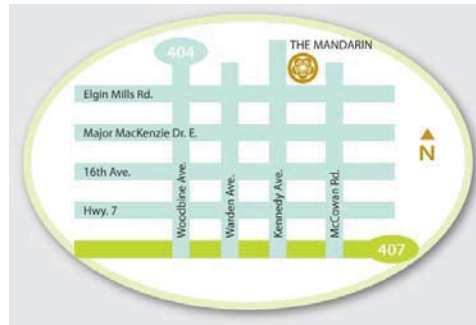 THE MANDARIN
404
Elgin Mills Rd.
Major MacKenzie Dr. E.
N
16th Ave.
Woodbine Ave.
Warden Ave.
Kennedy Ave.
McCowan Rd.
Hwy. 7
407